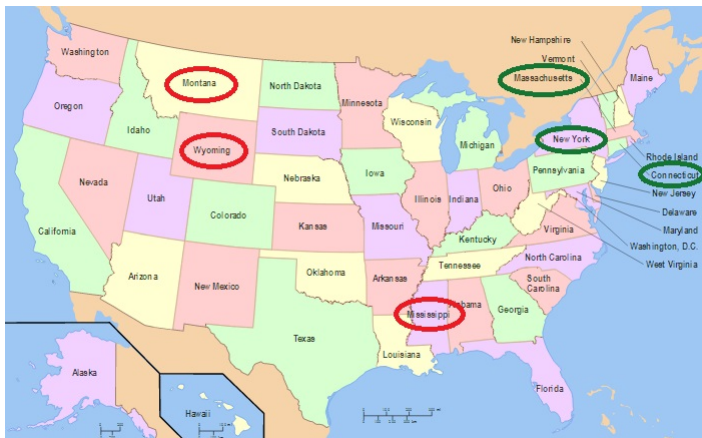 Washington
Montana
North Dakota
Minnesota
New Hampshire
Vermont
Massachusetts
Maine
Oregon
Idaho
Wyoming
South Dakota
Wisconsin
Michigan
New York
Rhode Island
Connecticut
New Jersey
Delaware
Maryland
Washington, D.C.
West Virginia
Nevada
Utah
Colorado
Nebraska
Iowa
Illinois
Indiana
Ohio
Pennsylvania
California
Kansas
Missouri
Kentucky
Virginia
Arizona
New Mexico
Oklahoma
Arkansas
Tennessee
North Carolina
South
Carolina
Mississippi
Alabama
Georgia
Texas
Louisiana
Florida
Alaska
Hawaii